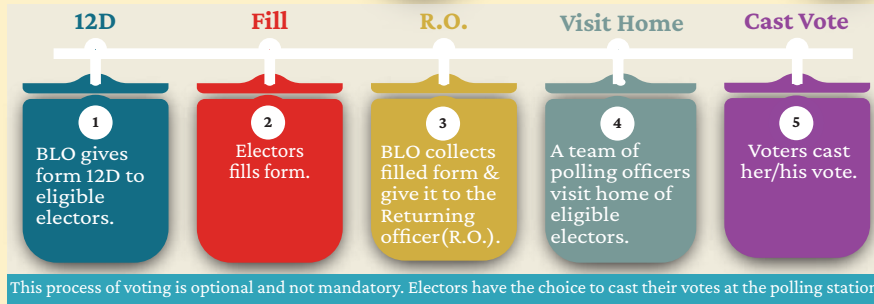 12D
Fill
R.O.
Visit Home
Cast Vote
1
BLO gives
form 12D to
eligible
electors.
2
Electors
fills form.
3
BLO collects
filled form &
give it to the
Returning
officer(R.O.).
4
A team of
polling officers
visit home of
eligible
electors.
5
Voters cast
her/his vote.
This process of voting is optional and not mandatory. Electors have the choice to cast their votes at the polling station